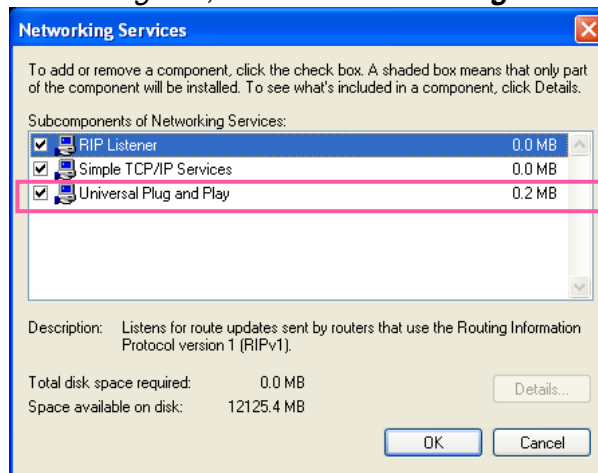 Networking Services
To add or remove a component, click the check box. A shaded box means that only part
of the component will be installed. To see what's included in a component, click Details.
Subcomponents of Networking Services:
RIP Listener 0.0 MB
Simple TCP/IP Services 0.0 MB
Universal Plug and Play 0.2 MB
Description: Listens for route updates sent by routers that use the Routing Information
Protocol version 1 (RIPv1).
Total disk space required: 0.0 MB
Details...
Space available on disk: 12125.4 MB
OK Cancel